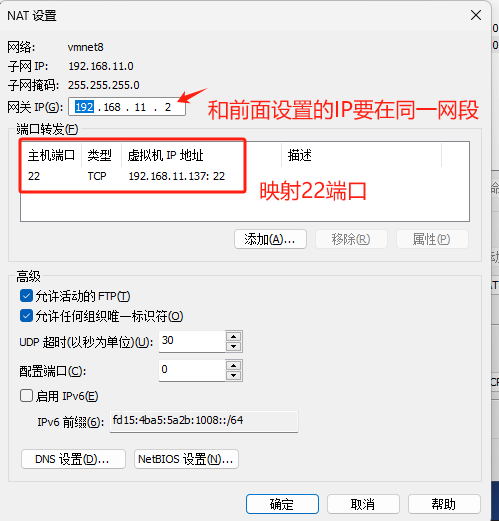 NAT 设置
网络: vmnet8
子网 IP: 192.168.11.0
子网掩码: 255.255.255.0
网关 IP(G): 192 . 168 . 11 . 2
和前面设置的IP要在同一网段
端口转发(F)
主机端口 类型 虚拟机 IP 地址 描述
22 TCP 192.168.11.137: 22
映射22端口
添加(A)... 移除(R) 属性(P)
高级
允许活动的 FTP(T)
允许任何组织唯一标识符(O)
UDP 超时(以秒为单位)(U): 30
配置端口(C): 0
启用 IPv6(E)
IPv6 前缀(6): fd15:4ba5:5a2b:1008::/64
DNS 设置(D)... NetBIOS 设置(N)...
确定 取消 帮助